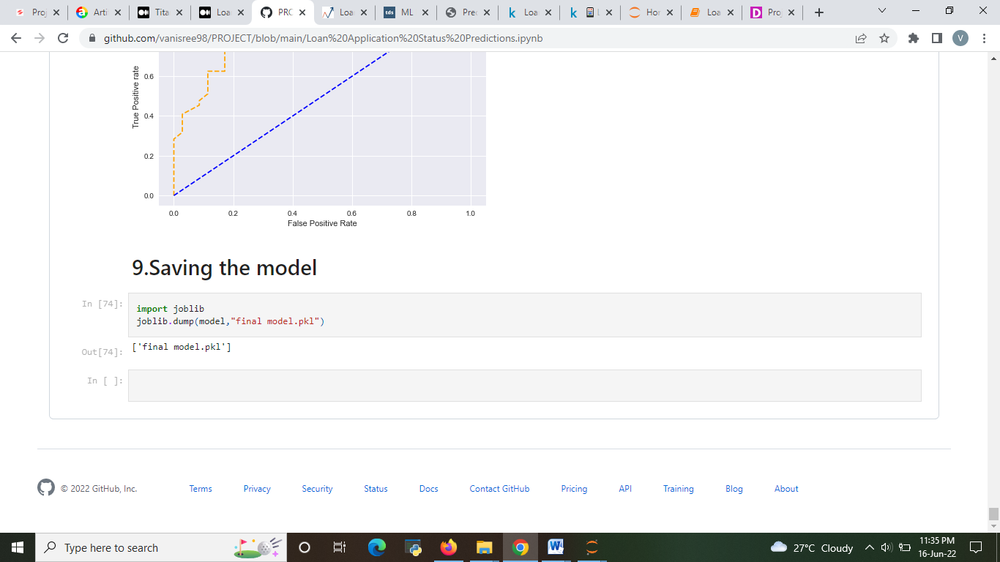 Proj
Arti
Tita
Loan
PRO
Loa
tds ML
Prec
k Loa
k L
Hor
Loa
D Proj
github.com/vanisree98/PROJECT/blob/main/Loan%20Application%20Status%20Predictions.ipynb
V
True Positive rate
0.6
0.4
0.2
0.0
0.0 0.2 0.4 0.6 0.8 1.0
False Positive Rate
9.Saving the model
In [74]:
import joblib
joblib.dump(model,"final model.pkl")
Out[74]:
['final model.pkl']
In [ ]:
© 2022 GitHub, Inc. Terms Privacy Security Status Docs Contact GitHub Pricing API Training Blog About
Type here to search
27°C Cloudy
11:35 PM
16-Jun-22